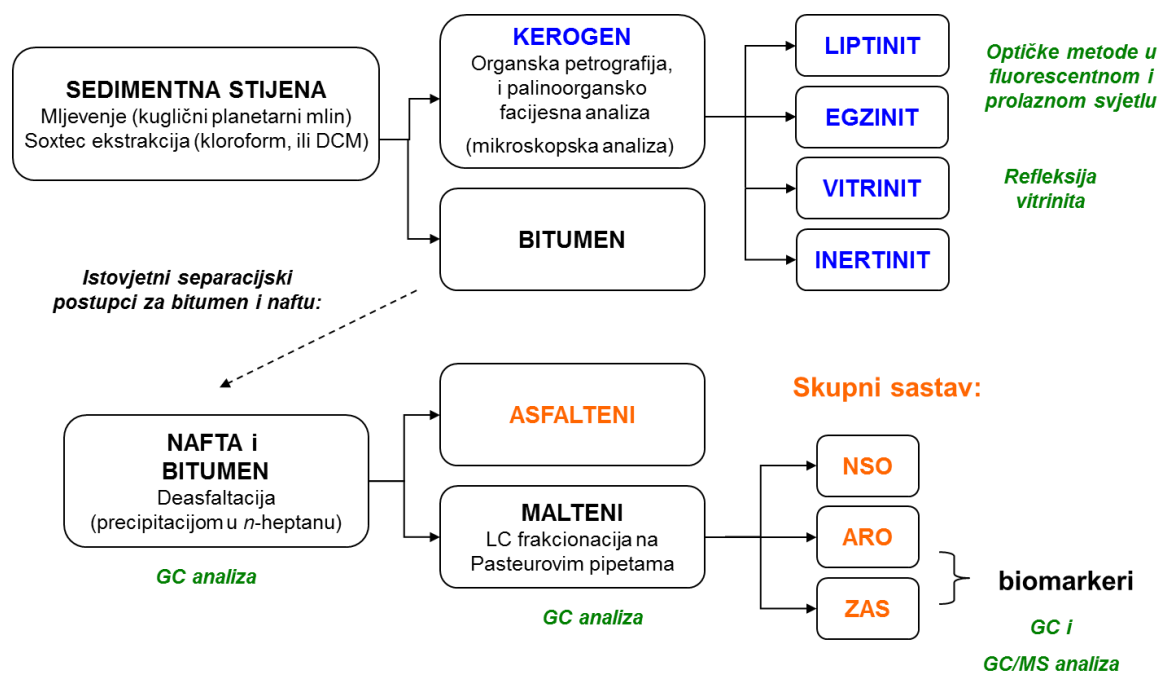 SEDIMENTNA STIJENA
Mljevenje (kuglični planetarni mlin)
Soxtec ekstrakcija (kloroform, ili DCM)
KEROGEN
Organska petrografija,
i palinoorgansko
facijesna analiza
(mikroskopska analiza)
BITUMEN
LIPTINIT
EGZINIT
VITRINIT
INERTINIT
Optičke metode u
fluorescentnom i
prolaznom svjetlu
Refleksija
vitrinita
Istovjetni separacijski
postupci za bitumen i naftu:
NAFTA i
BITUMEN
Deasfaltacija
(precipitacijom u n-heptanu)
GC analiza
ASFALTENI
MALTENI
LC frakcionacija na
Pasteurovim pipetama
GC analiza
Skupni sastav:
NSO
ARO
ZAS
biomarkeri
GC i
GC/MS analiza